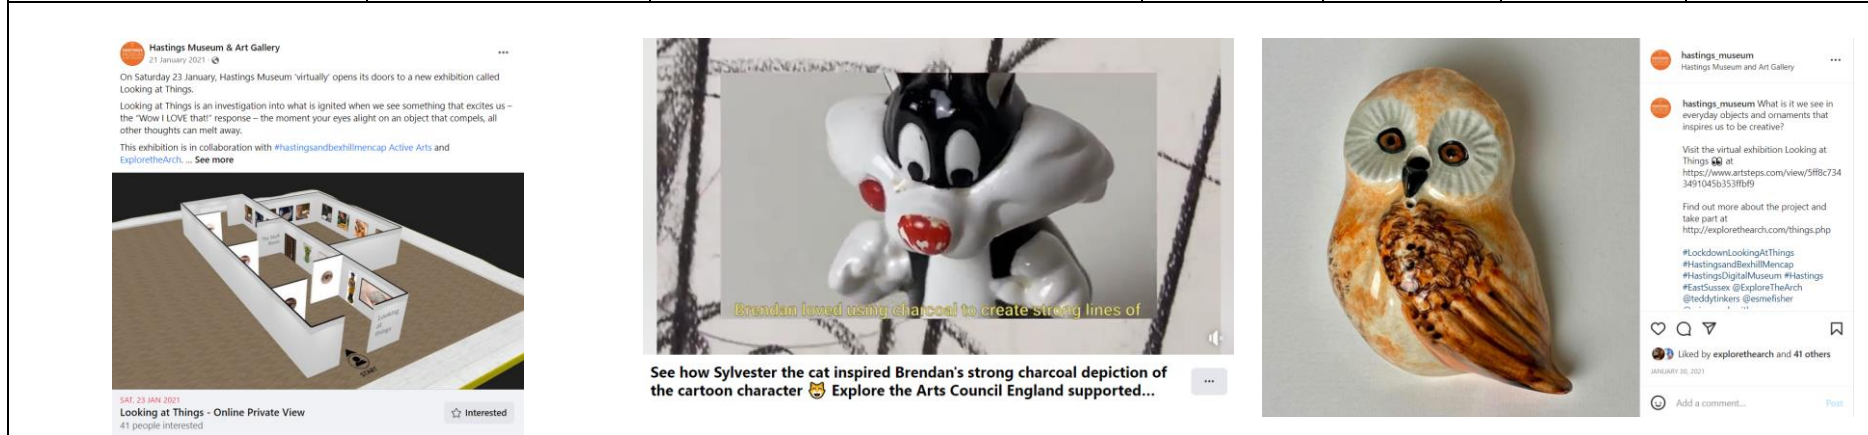 Hastings Museum & Art Gallery
21 January 2021
On Saturday 23 January, Hastings Museum 'virtually' opens its doors to a new exhibition called
Looking at Things.
Looking at Things is an investigation into what is ignited when we see something that excites us –
the "Wow I LOVE that!" response – the moment your eyes alight on an object that compels, all
other thoughts can melt away.
This exhibition is in collaboration with #hastingsandbexhillmencap Active Arts and
ExploretheArch. ... See more
Looking
at
things
START
SAT, 23 JAN 2021
Looking at Things - Online Private View
41 people interested
Interested
Brendan loved using charcoal to create strong lines of
See how Sylvester the cat inspired Brendan's strong charcoal depiction of
the cartoon character 😸 Explore the Arts Council England supported...
hastings_museum
Hastings Museum and Art Gallery
hastings_museum What is it we see in
everyday objects and ornaments that
inspires us to be creative?
Visit the virtual exhibition Looking at
Things 👀 at
https://www.artsteps.com/view/5ff8c734
3491045b353ffbf9
Find out more about the project and
take part at
http://explorethearch.com/things.php
#LockdownLookingAtThings
#HastingsandBexhillMencap
#HastingsDigitalMuseum #Hastings
#EastSussex @ExploreTheArch
@teddytinkers @esmefisher
Liked by explorethearch and 41 others
JANUARY 30, 2021
Add a comment...
Post